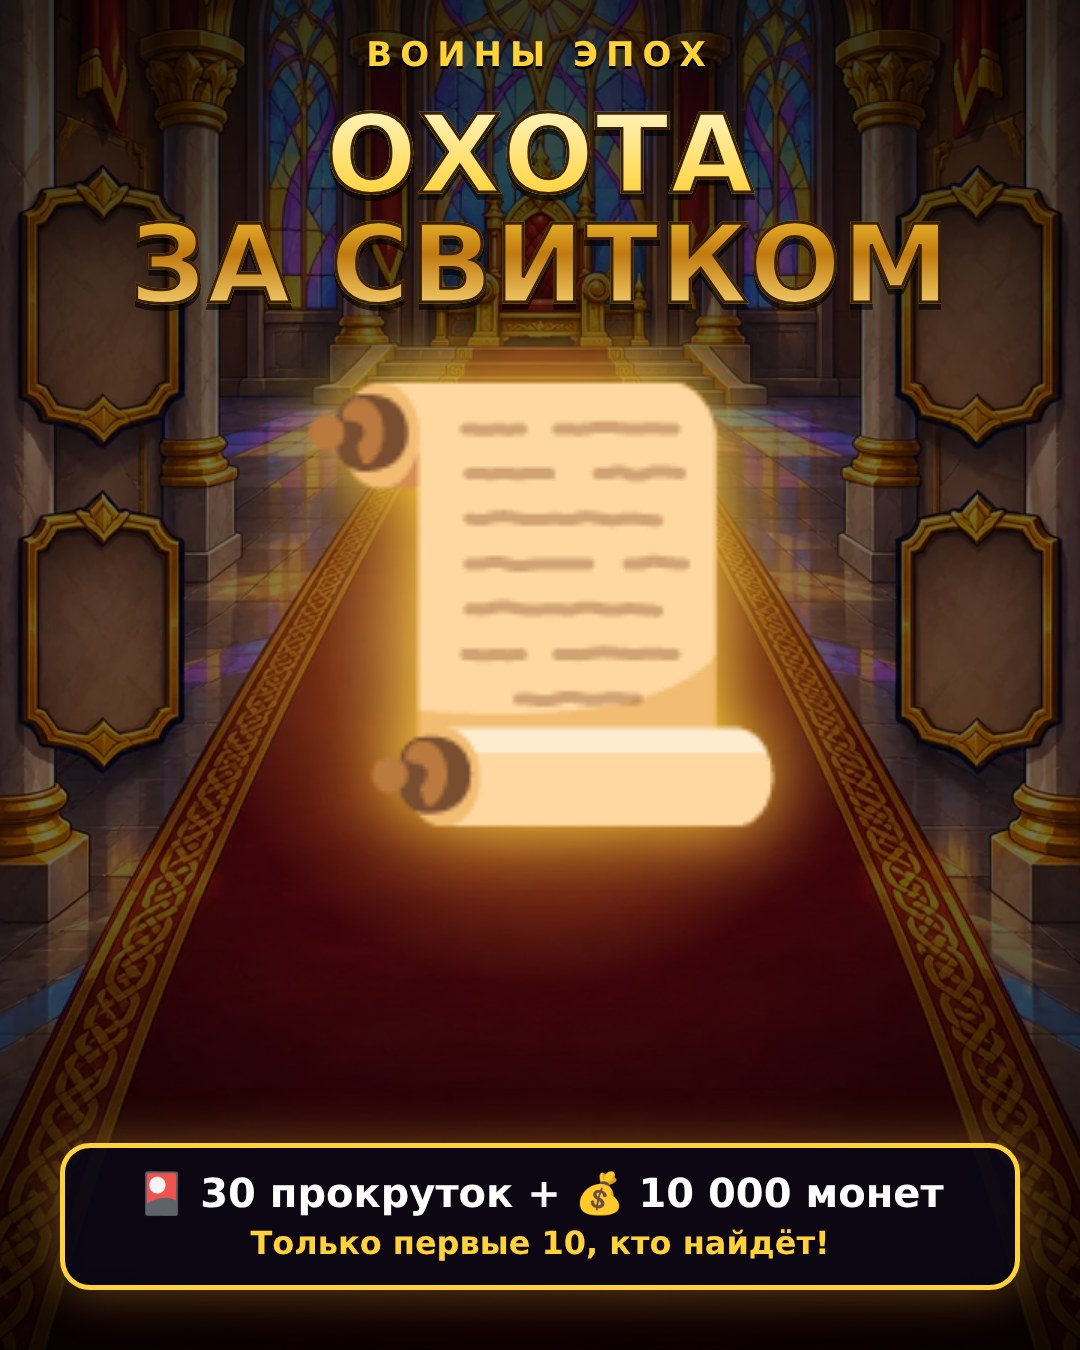 ВОИНЫ ЭПОХ
ОХОТА
ЗА СВИТКОМ
🎴 30 прокруток + 💰 10 000 монет
Только первые 10, кто найдёт!